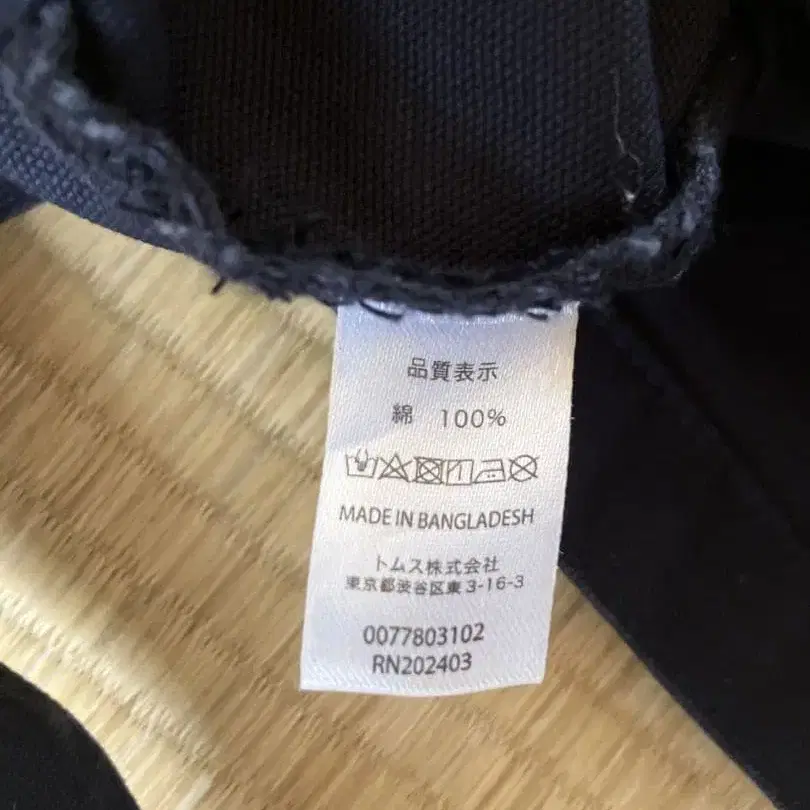 品質表示
綿 100%
MADE IN BANGLADESH
トムス株式会社
東京都渋谷区東3-16-3
0077803102
RN202403